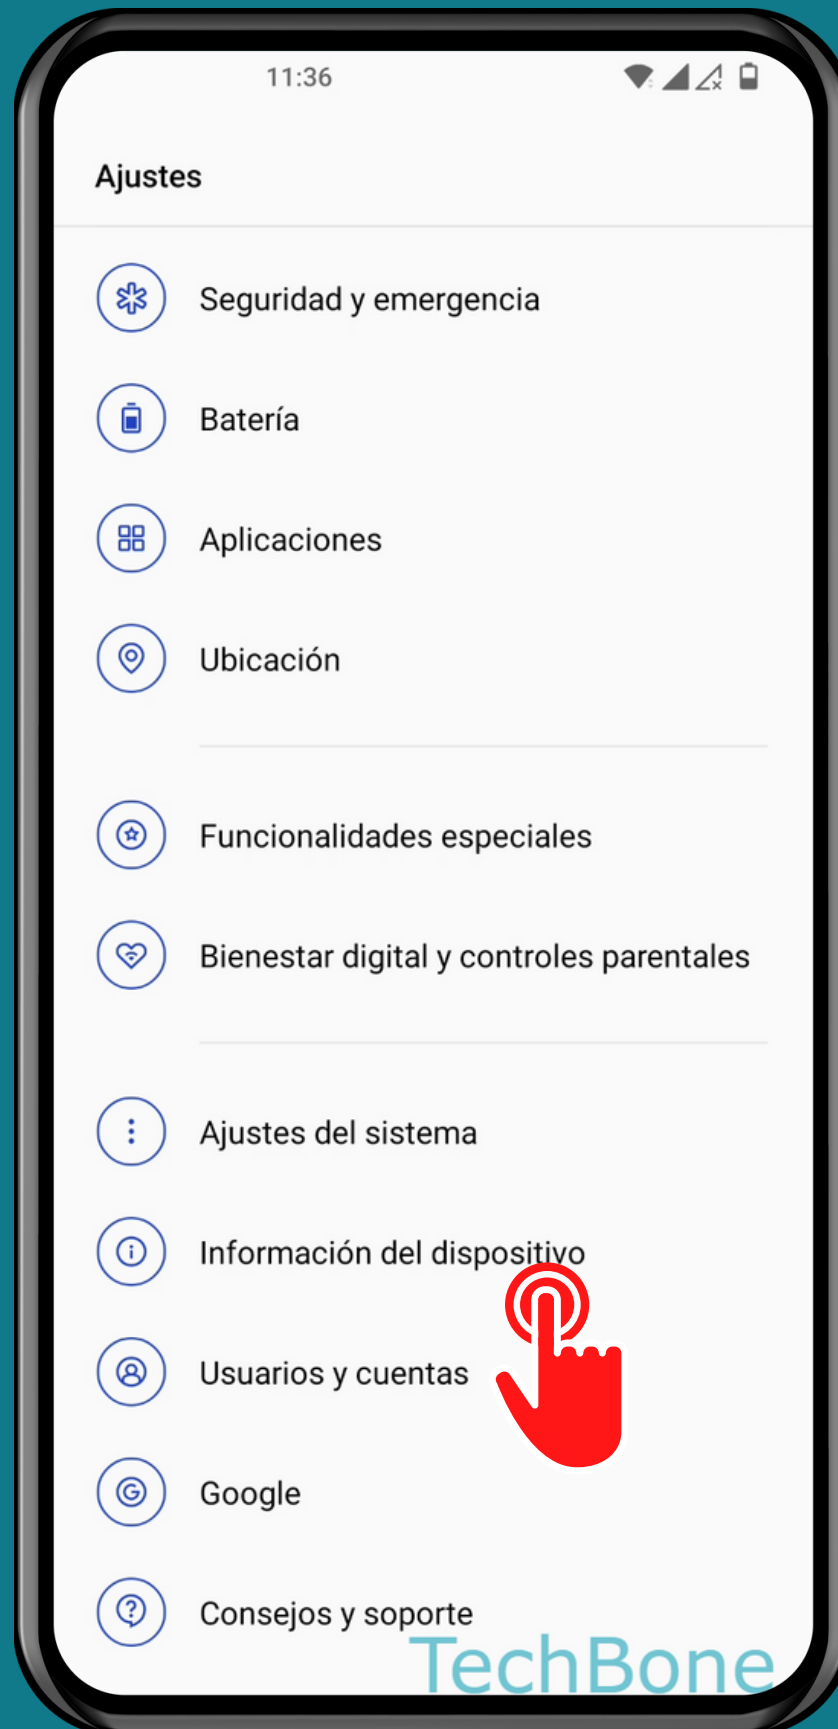 11:36
Ajustes
Seguridad y emergencia
Batería
Aplicaciones
Ubicación
Funcionalidades especiales
Bienestar digital y controles parentales
Ajustes del sistema
Información del dispositivo
Usuarios y cuentas
Google
Consejos y soporte
TechBone